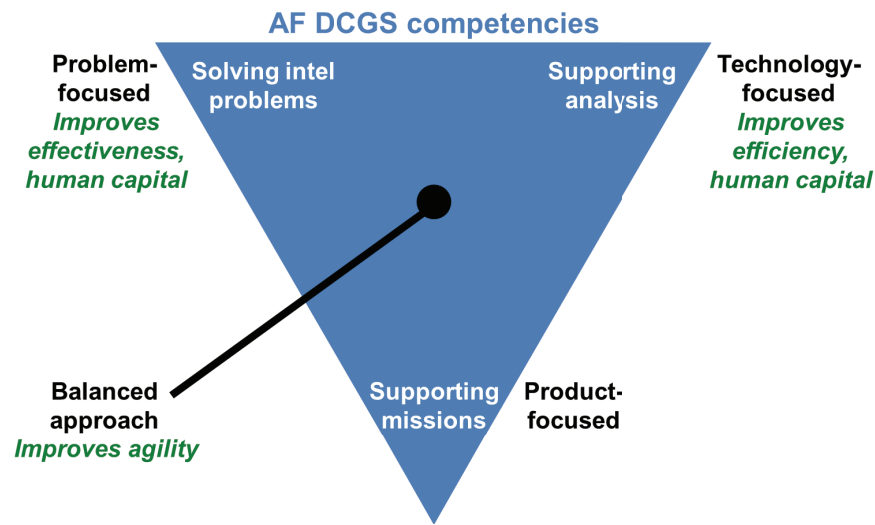 AF DCGS competencies
Problem-
focused
Improves
effectiveness,
human capital
Solving intel
problems
Supporting
analysis
Technology-
focused
Improves
efficiency,
human capital
Balanced
approach
Improves agility
Supporting
missions
Product-
focused